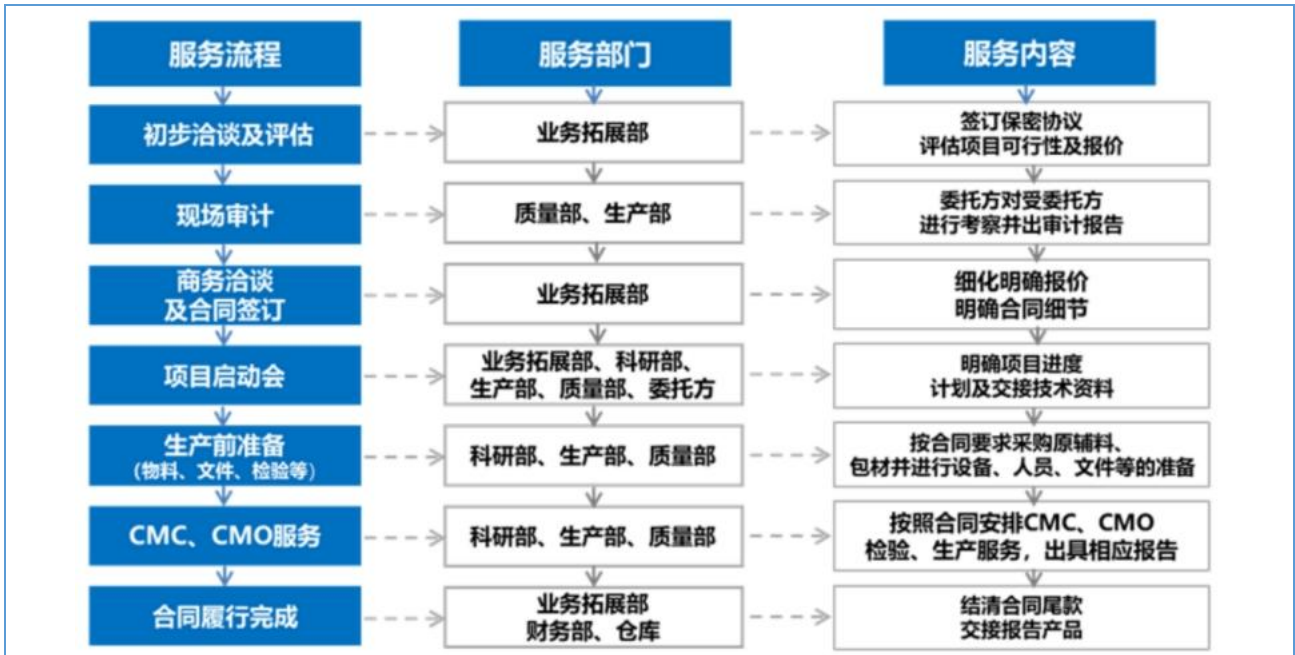 服务流程
服务部门
服务内容
初步洽谈及评估
业务拓展部
签订保密协议
评估项目可行性及报价
现场审计
质量部、生产部
委托方对受委托方
进行考察并出审计报告
商务洽谈
及合同签订
业务拓展部
细化明确报价
明确合同细节
项目启动会
业务拓展部、科研部、
生产部、质量部、委托方
明确项目进度
计划及交接技术资料
生产前准备
（物料、文件、检验等）
科研部、生产部、质量部
按合同要求采购原辅料、
包材并进行设备、人员、文件等的准备
CMC、CMO服务
科研部、生产部、质量部
按照合同安排CMC、CMO
检验、生产服务，出具相应报告
合同履行完成
业务拓展部
财务部、仓库
结清合同尾款
交接报告产品